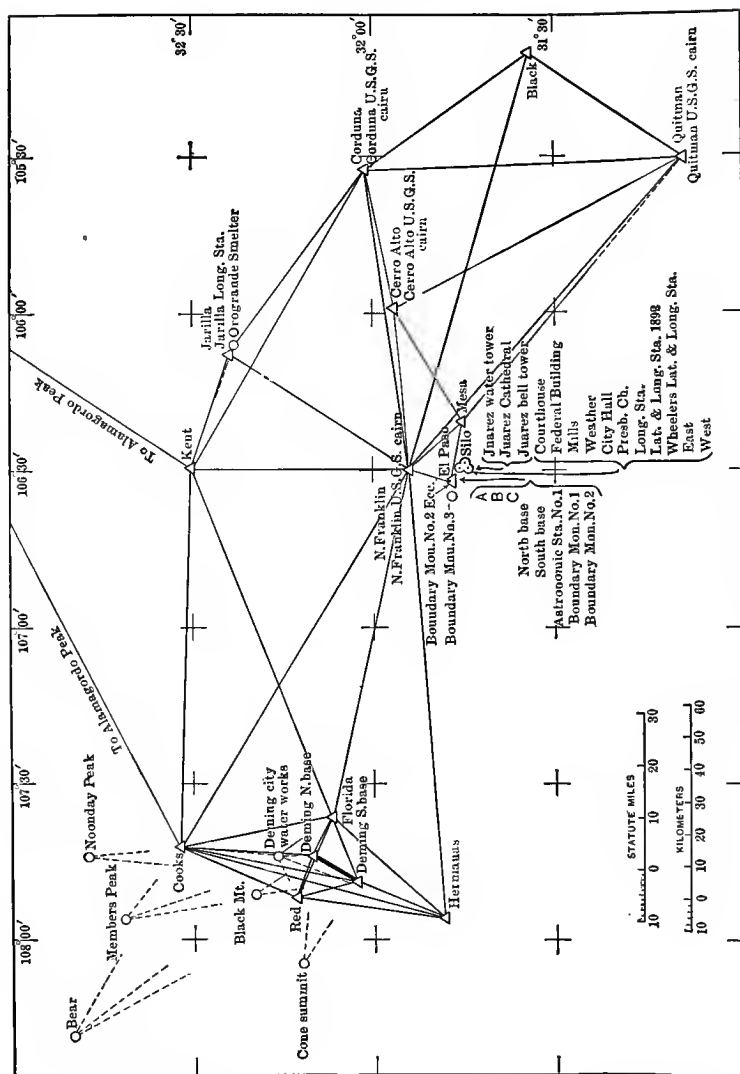 108°00′
107°30′
107°00′
106°30′
106°00′
105°30′
32°30′
32°00′
31°30′
Bear
Members Peak
Noonday Peak
To Alamagordo Peak
To Alamagordo Peak
Cooks
Kent
Jarilla
Jarilla Long. Sta.
Orogrande Smelter
Corduna
Corduna U.S.G.S.
cairn
Black Mt.
Deming city
water works
Deming N.base
Red
Florida
Deming S.base
Cone summit
Hermanas
N.Franklin
N.Franklin U.S.G.S. cairn
Cerro Alto
Cerro Alto U.S.G.S.
cairn
Boundary Mon.No.2 Ecc.
Boundary Mon.No.3
El Paso
Silo
Mesa
Black
Quitman
Quitman U.S.G.S. cairn
A
B
C
North base
South base
Astronomic Sta.No.1
Boundary Mon.No.1
Boundary Mon.No.2
Juarez water tower
Juarez Cathedral
Juarez bell tower
Courthouse
Federal Building
Mills
Weather
City Hall
Presb. Ch.
Long. Sta.
Lat. & Long. Sta. 1892
Wheelers Lat. & Long. Sta.
East
West
STATUTE MILES
10 0 10 20 30
KILOMETERS
10 0 10 20 30 40 50 60